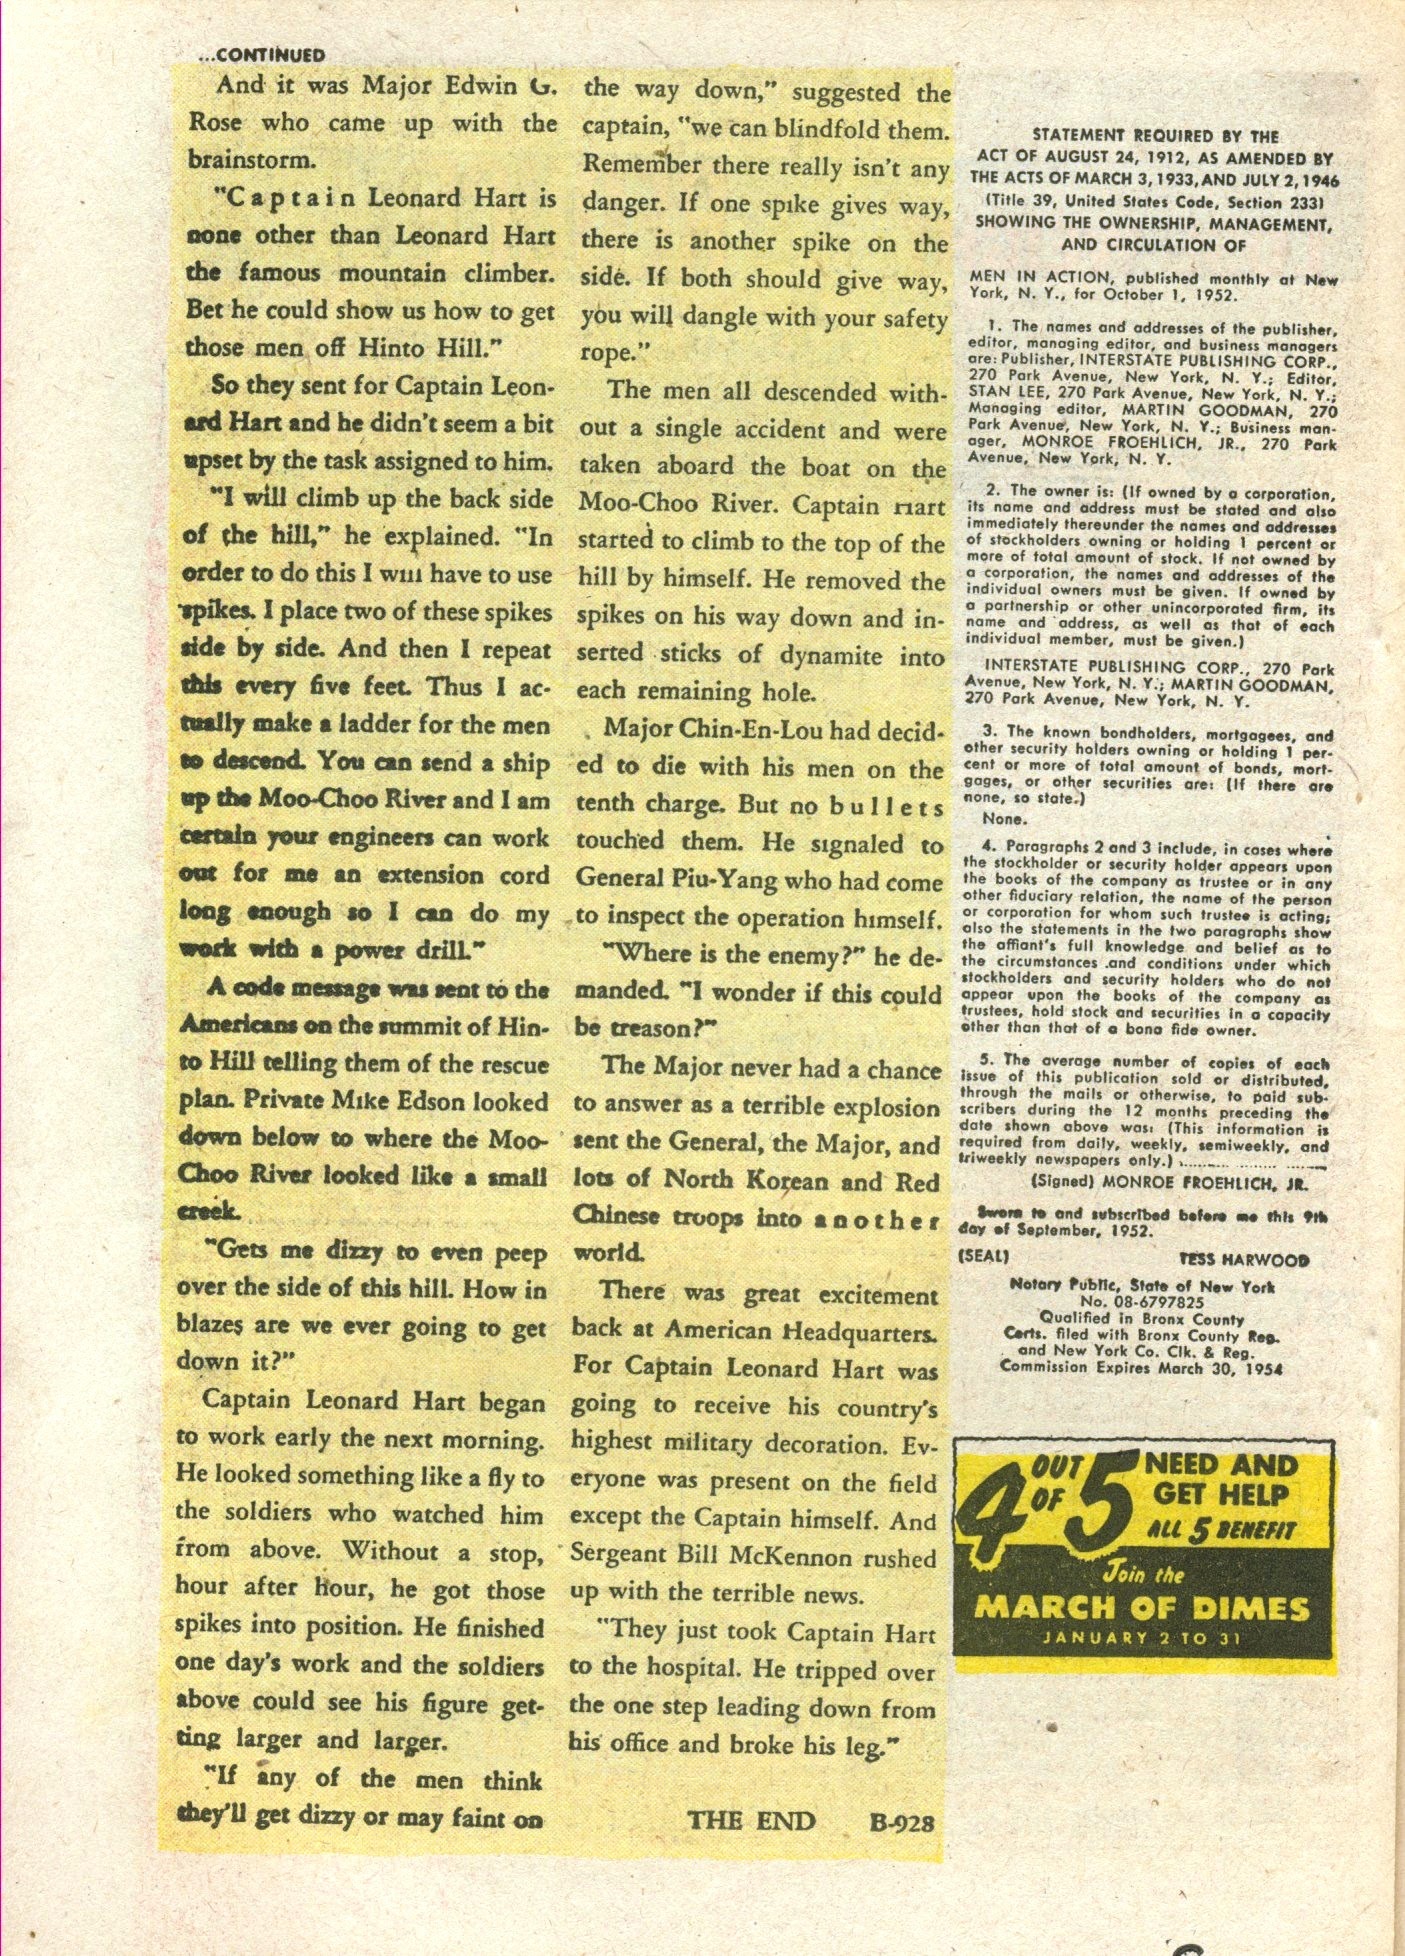 ...CONTINUED
And it was Major Edwin G.
Rose who came up with the
brainstorm.
"Captain Leonard Hart is
none other than Leonard Hart
the famous mountain climber.
Bet he could show us how to get
those men off Hinto Hill."
So they sent for Captain Leon-
ard Hart and he didn't seem a bit
upset by the task assigned to him.
"I will climb up the back side
of the hill," he explained. "In
order to do this I will have to use
spikes. I place two of these spikes
side by side. And then I repeat
this every five feet. Thus I ac-
tually make a ladder for the men
to descend. You can send a ship
up the Moo-Choo River and I am
certain your engineers can work
out for me an extension cord
long enough so I can do my
work with a power drill."
A code message was sent to the
Americans on the summit of Hin-
to Hill telling them of the rescue
plan. Private Mike Edson looked
down below to where the Moo-
Choo River looked like a small
creek.
"Gets me dizzy to even peep
over the side of this hill. How in
blazes are we ever going to get
down it?"
Captain Leonard Hart began
to work early the next morning.
He looked something like a fly to
the soldiers who watched him
from above. Without a stop,
hour after hour, he got those
spikes into position. He finished
one day's work and the soldiers
above could see his figure get-
ting larger and larger.
"If any of the men think
they'll get dizzy or may faint on
the way down," suggested the
captain, "we can blindfold them.
Remember there really isn't any
danger. If one spike gives way,
there is another spike on the
side. If both should give way,
you will dangle with your safety
rope."
The men all descended with-
out a single accident and were
taken aboard the boat on the
Moo-Choo River. Captain Hart
started to climb to the top of the
hill by himself. He removed the
spikes on his way down and in-
serted sticks of dynamite into
each remaining hole.
Major Chin-En-Lou had decid-
ed to die with his men on the
tenth charge. But no bullets
touched them. He signaled to
General Piu-Yang who had come
to inspect the operation himself.
"Where is the enemy?" he de-
manded. "I wonder if this could
be treason?"
The Major never had a chance
to answer as a terrible explosion
sent the General, the Major, and
lots of North Korean and Red
Chinese troops into another
world.
There was great excitement
back at American Headquarters.
For Captain Leonard Hart was
going to receive his country's
highest military decoration. Ev-
eryone was present on the field
except the Captain himself. And
Sergeant Bill McKennon rushed
up with the terrible news.
"They just took Captain Hart
to the hospital. He tripped over
the one step leading down from
his office and broke his leg."
THE END B-928
STATEMENT REQUIRED BY THE
ACT OF AUGUST 24, 1912, AS AMENDED BY
THE ACTS OF MARCH 3, 1933, AND JULY 2, 1946
(Title 39, United States Code, Section 233)
SHOWING THE OWNERSHIP, MANAGEMENT,
AND CIRCULATION OF
MEN IN ACTION, published monthly at New
York, N. Y., for October 1, 1952.
1. The names and addresses of the publisher,
editor, managing editor, and business managers
are: Publisher, INTERSTATE PUBLISHING CORP.,
270 Park Avenue, New York, N. Y.; Editor,
STAN LEE, 270 Park Avenue, New York, N. Y.;
Managing editor, MARTIN GOODMAN, 270
Park Avenue, New York, N. Y.; Business man-
ager, MONROE FROEHLICH, JR., 270 Park
Avenue, New York, N. Y.
2. The owner is: (If owned by a corporation,
its name and address must be stated and also
immediately thereunder the names and addresses
of stockholders owning or holding 1 percent or
more of total amount of stock. If not owned by
a corporation, the names and addresses of the
individual owners must be given. If owned by
a partnership or other unincorporated firm, its
name and address, as well as that of each
individual member, must be given.)
INTERSTATE PUBLISHING CORP., 270 Park
Avenue, New York, N. Y.; MARTIN GOODMAN,
270 Park Avenue, New York, N. Y.
3. The known bondholders, mortgagees, and
other security holders owning or holding 1 per-
cent or more of total amount of bonds, mort-
gages, or other securities are: (If there are
none, so state.)
None.
4. Paragraphs 2 and 3 include, in cases where
the stockholder or security holder appears upon
the books of the company as trustee or in any
other fiduciary relation, the name of the person
or corporation for whom such trustee is acting;
also the statements in the two paragraphs show
the affiant's full knowledge and belief as to
the circumstances and conditions under which
stockholders and security holders who do not
appear upon the books of the company as
trustees, hold stock and securities in a capacity
other than that of a bona fide owner.
5. The average number of copies of each
issue of this publication sold or distributed,
through the mails or otherwise, to paid sub-
scribers during the 12 months preceding the
date shown above was: (This information is
required from daily, weekly, semiweekly, and
triweekly newspapers only.) ...........................
(Signed) MONROE FROEHLICH, JR.
Sworn to and subscribed before me this 9th
day of September, 1952.
(SEAL) TESS HARWOOD
Notary Public, State of New York
No. 08-6797825
Qualified in Bronx County
Certs. filed with Bronx County Reg.
and New York Co. Clk. & Reg.
Commission Expires March 30, 1954
4 OUT OF 5 NEED AND
GET HELP
ALL 5 BENEFIT
Join the
MARCH OF DIMES
JANUARY 2 TO 31